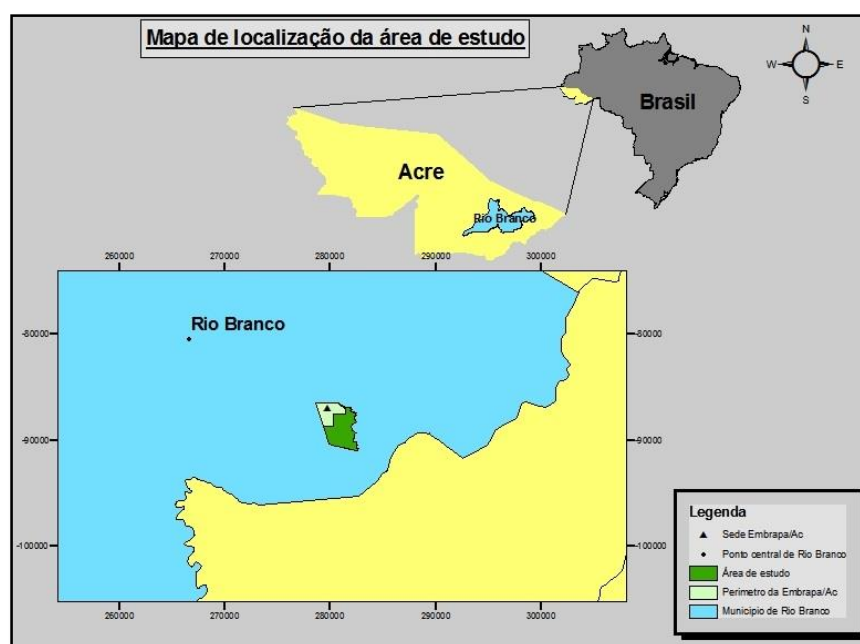 Mapa de localização da área de estudo
N
W
E
S
Brasil
Acre
Rio Branco
260000
270000
280000
290000
300000
Rio Branco
-80000
-80000
-90000
-90000
-100000
-100000
Legenda
Sede Embrapa/Ac
Ponto central de Rio Branco
Área de estudo
Perimetro da Embrapa/Ac
Municipio de Rio Branco
260000
270000
280000
290000
300000